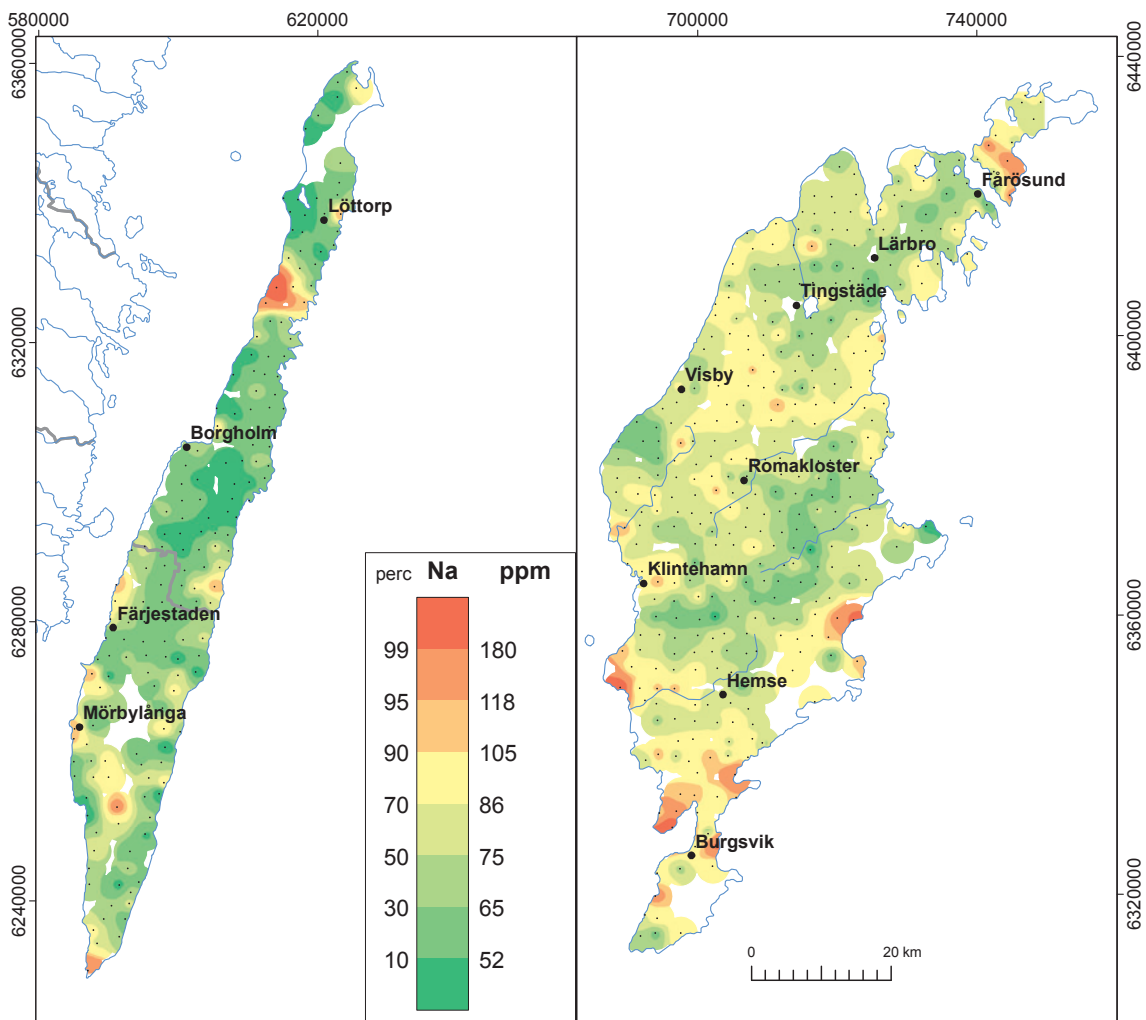 580000
620000
700000
740000
6360000
6320000
6280000
6240000
6440000
6400000
6360000
6320000
Löttorp
Borgholm
Färjestaden
Mörbylånga
Fårösund
Lärbro
Tingstäde
Visby
Romakloster
Klintehamn
Hemse
Burgsvik
perc Na ppm
99 180
95 118
90 105
70 86
50 75
30 65
10 52
0 20 km